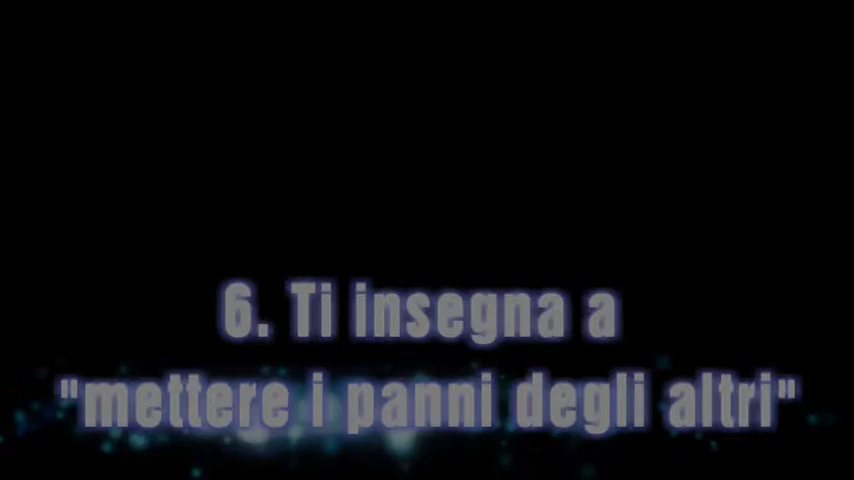 6. Ti insegna a
"mettere i panni degli altri"